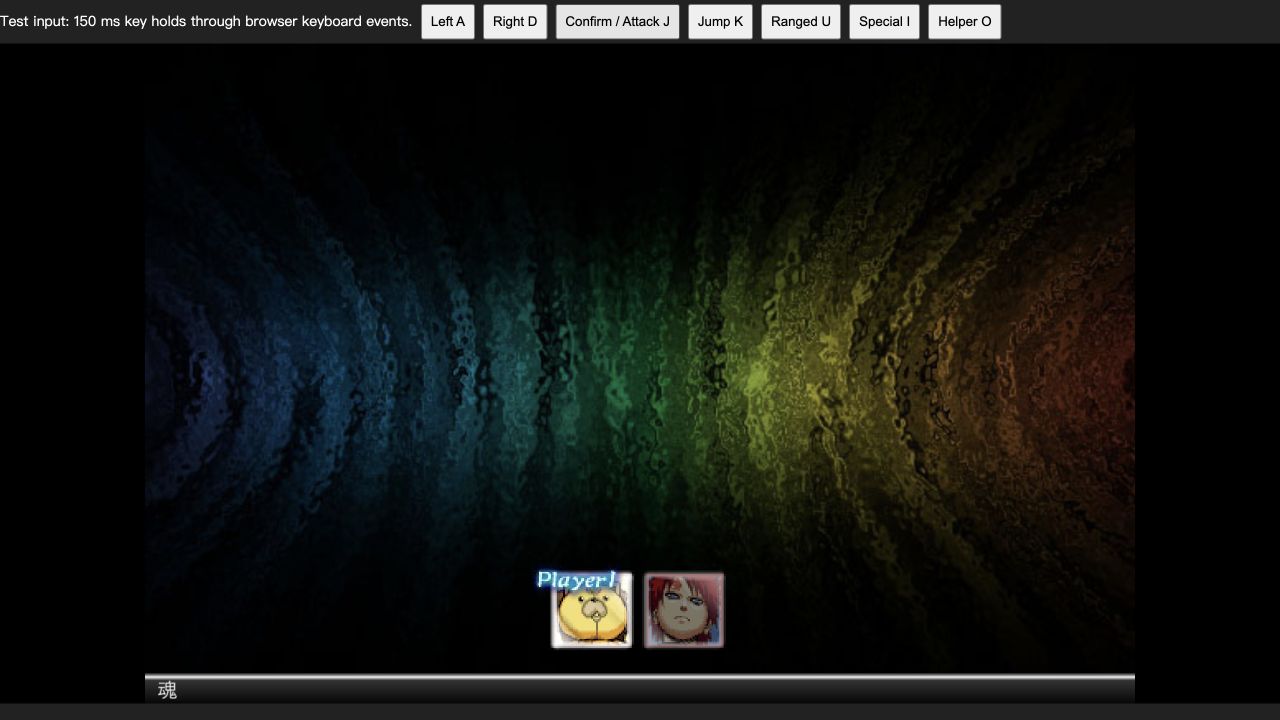 Test input: 150 ms key holds through browser keyboard events. Left A Right D Confirm / Attack J Jump K Ranged U Special I Helper O
Player1
魂